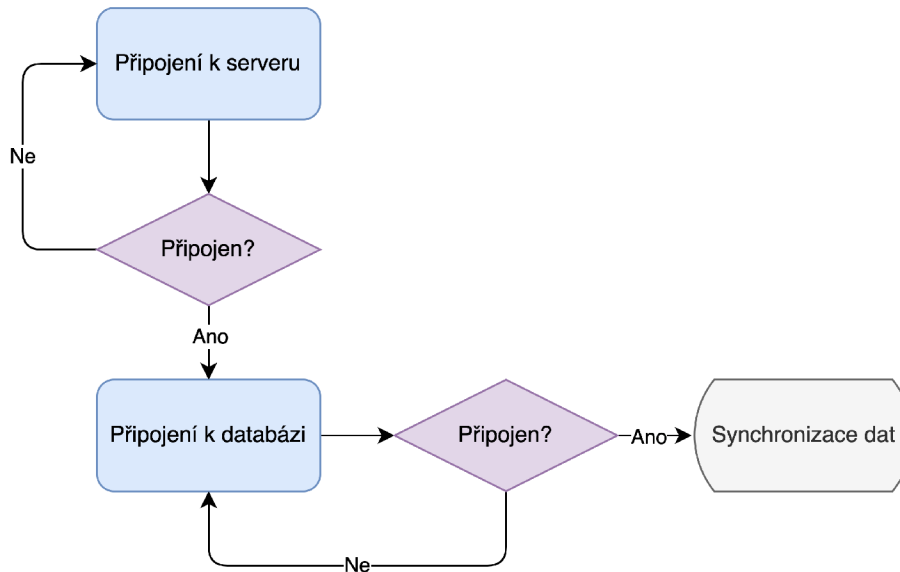 Připojení k serveru
Ne
Připojen?
Ano
Připojení k databázi
Připojen?
Ano
Synchronizace dat
Ne